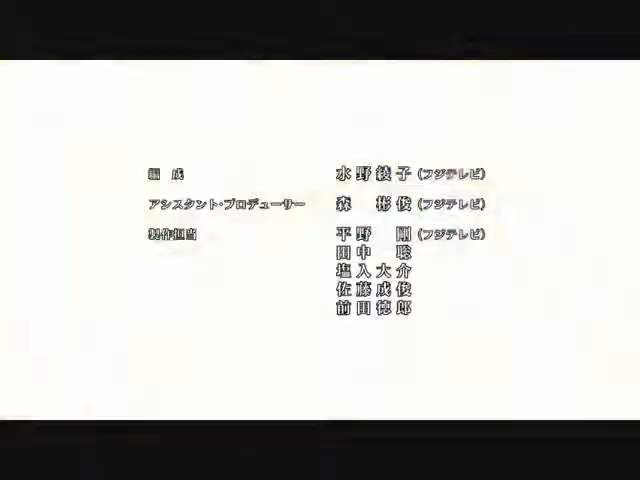 編 成 水野綾子(フジテレビ)
アシスタント・プロデューサー 森 彬俊(フジテレビ)
製作担当 平野 剛(フジテレビ)
田中 聡
塩入大介
佐藤成俊
前田徳郎